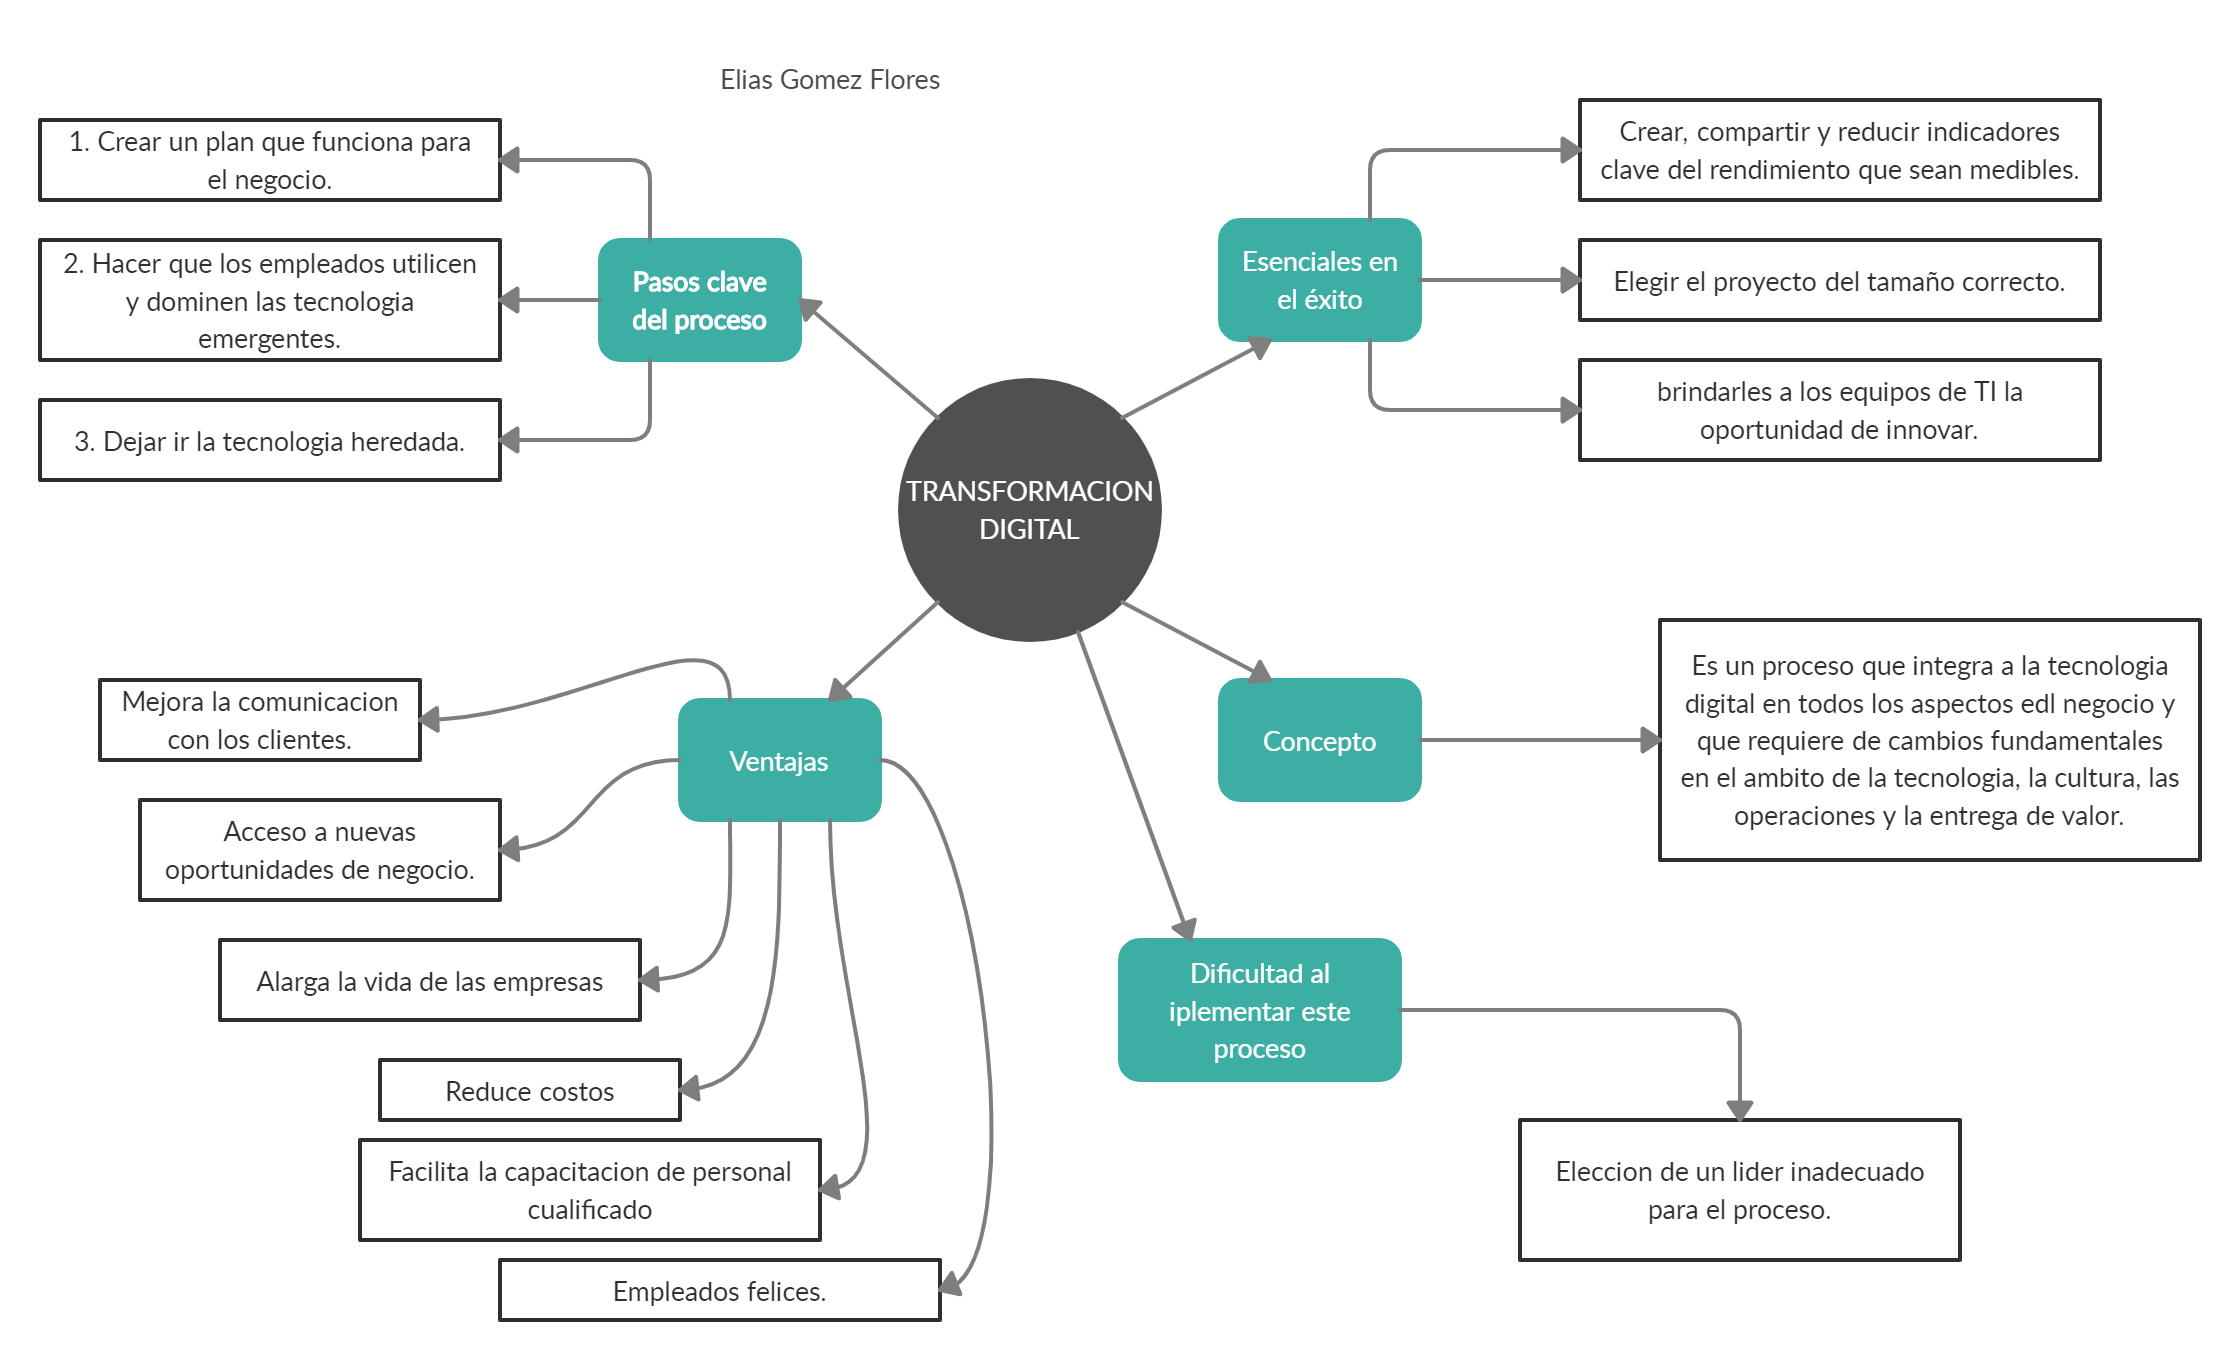 Elias Gomez Flores
1. Crear un plan que funciona para
el negocio.
2. Hacer que los empleados utilicen
y dominen las tecnologia
emergentes.
3. Dejar ir la tecnologia heredada.
Pasos clave
del proceso
Esenciales en
el éxito
Crear, compartir y reducir indicadores
clave del rendimiento que sean medibles.
Elegir el proyecto del tamaño correcto.
brindarles a los equipos de TI la
oportunidad de innovar.
TRANSFORMACION
DIGITAL
Mejora la comunicacion
con los clientes.
Acceso a nuevas
oportunidades de negocio.
Alarga la vida de las empresas
Reduce costos
Facilita la capacitacion de personal
cualificado
Empleados felices.
Ventajas
Concepto
Es un proceso que integra a la tecnologia
digital en todos los aspectos edl negocio y
que requiere de cambios fundamentales
en el ambito de la tecnologia, la cultura, las
operaciones y la entrega de valor.
Dificultad al
iplementar este
proceso
Eleccion de un lider inadecuado
para el proceso.